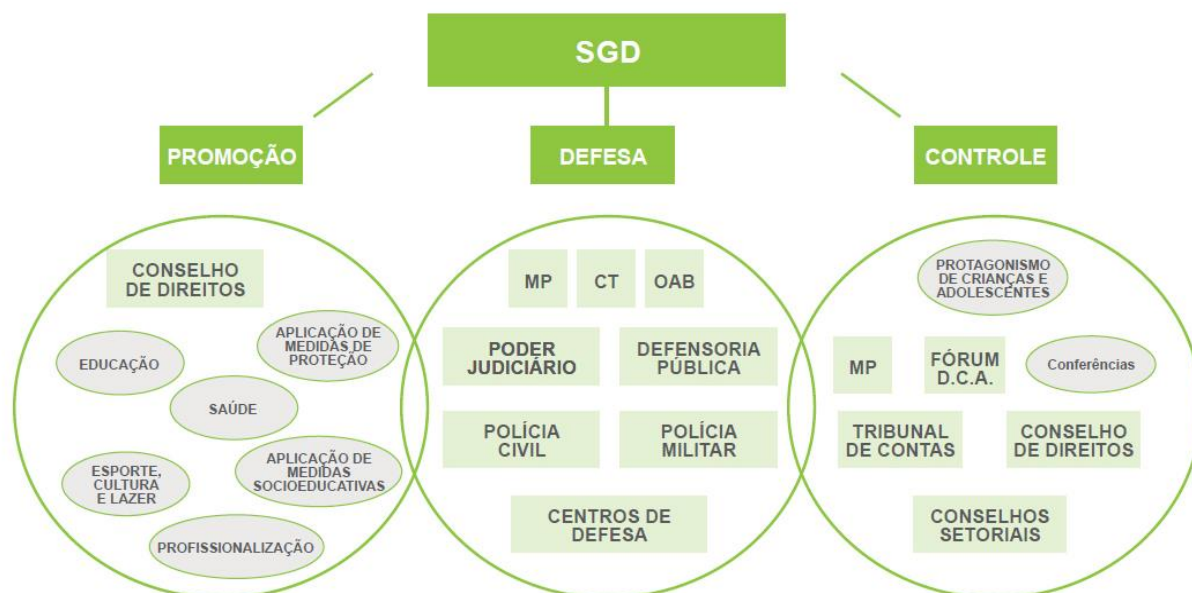 SGD
PROMOÇÃO
DEFESA
CONTROLE
CONSELHO
DE DIREITOS
EDUCAÇÃO
APLICAÇÃO DE
MEDIDAS DE
PROTEÇÃO
SAÚDE
ESPORTE,
CULTURA
E LAZER
APLICAÇÃO DE
MEDIDAS
SOCIOEDUCATIVAS
PROFISSIONALIZAÇÃO
MP
CT
OAB
PODER
JUDICIÁRIO
DEFENSORIA
PÚBLICA
POLÍCIA
CIVIL
POLÍCIA
MILITAR
CENTROS DE
DEFESA
PROTAGONISMO
DE CRIANÇAS E
ADOLESCENTES
MP
FÓRUM
D.C.A.
Conferências
TRIBUNAL
DE CONTAS
CONSELHO
DE DIREITOS
CONSELHOS
SETORIAIS